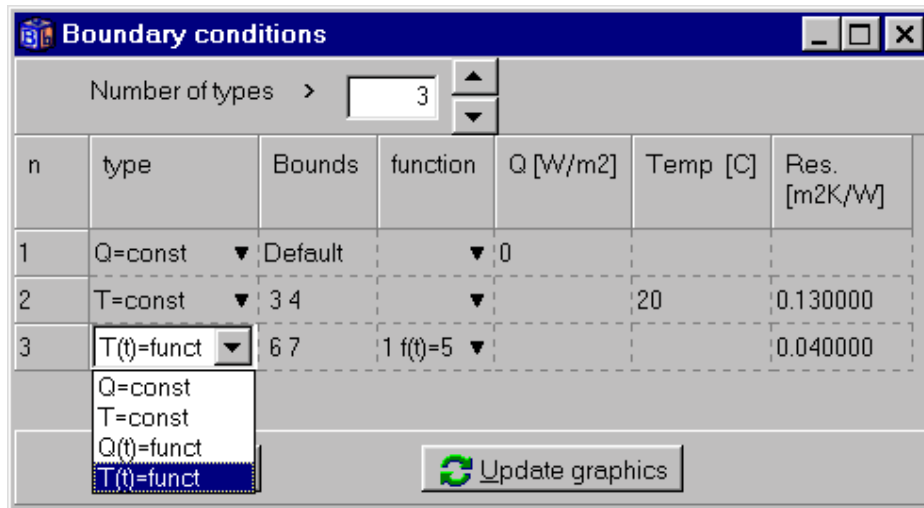 Boundary conditions
Number of types > 3
n type Bounds function Q [W/m2] Temp [C] Res. [m2K/W]
1 Q=const Default 0
2 T=const 3 4 20 0.130000
3 T(t)=funct 6 7 1 f(t)=5 0.040000
Q=const
T=const
Q(t)=funct
T(t)=funct
Update graphics